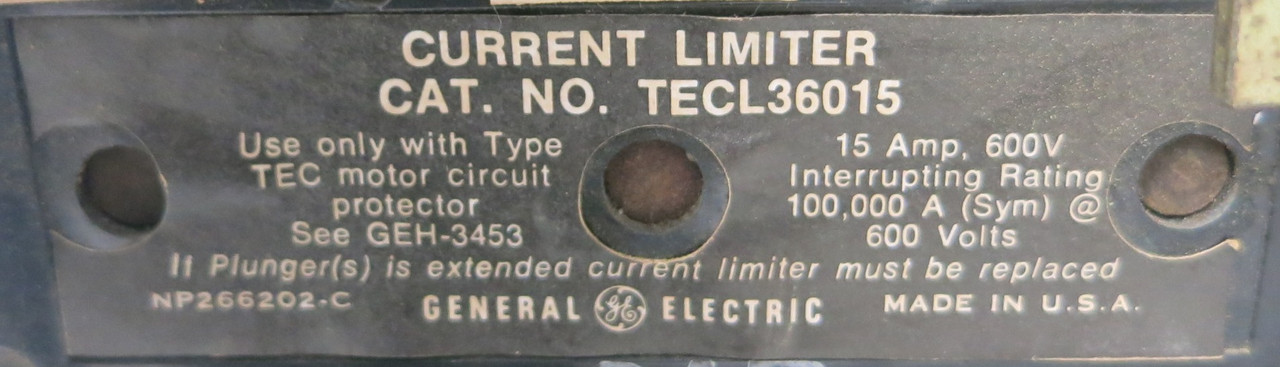 CURRENT LIMITER
CAT. NO. TECL36015
Use only with Type
TEC motor circuit
protector
See GEH-3453
15 Amp, 600V
Interrupting Rating
100,000 A (Sym) @
600 Volts
If Plunger(s) is extended current limiter must be replaced
NP266202-C
GENERAL GE ELECTRIC
MADE IN U.S.A.